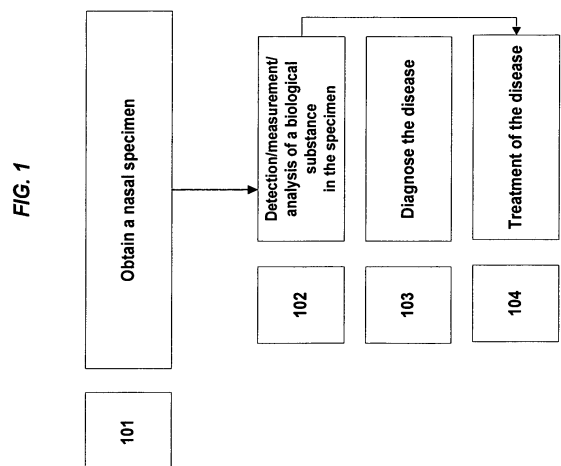 FIG. 1
101
Obtain a nasal specimen
102
Detection/measurement/
analysis of a biological
substance
in the specimen
103
Diagnose the disease
104
Treatment of the disease